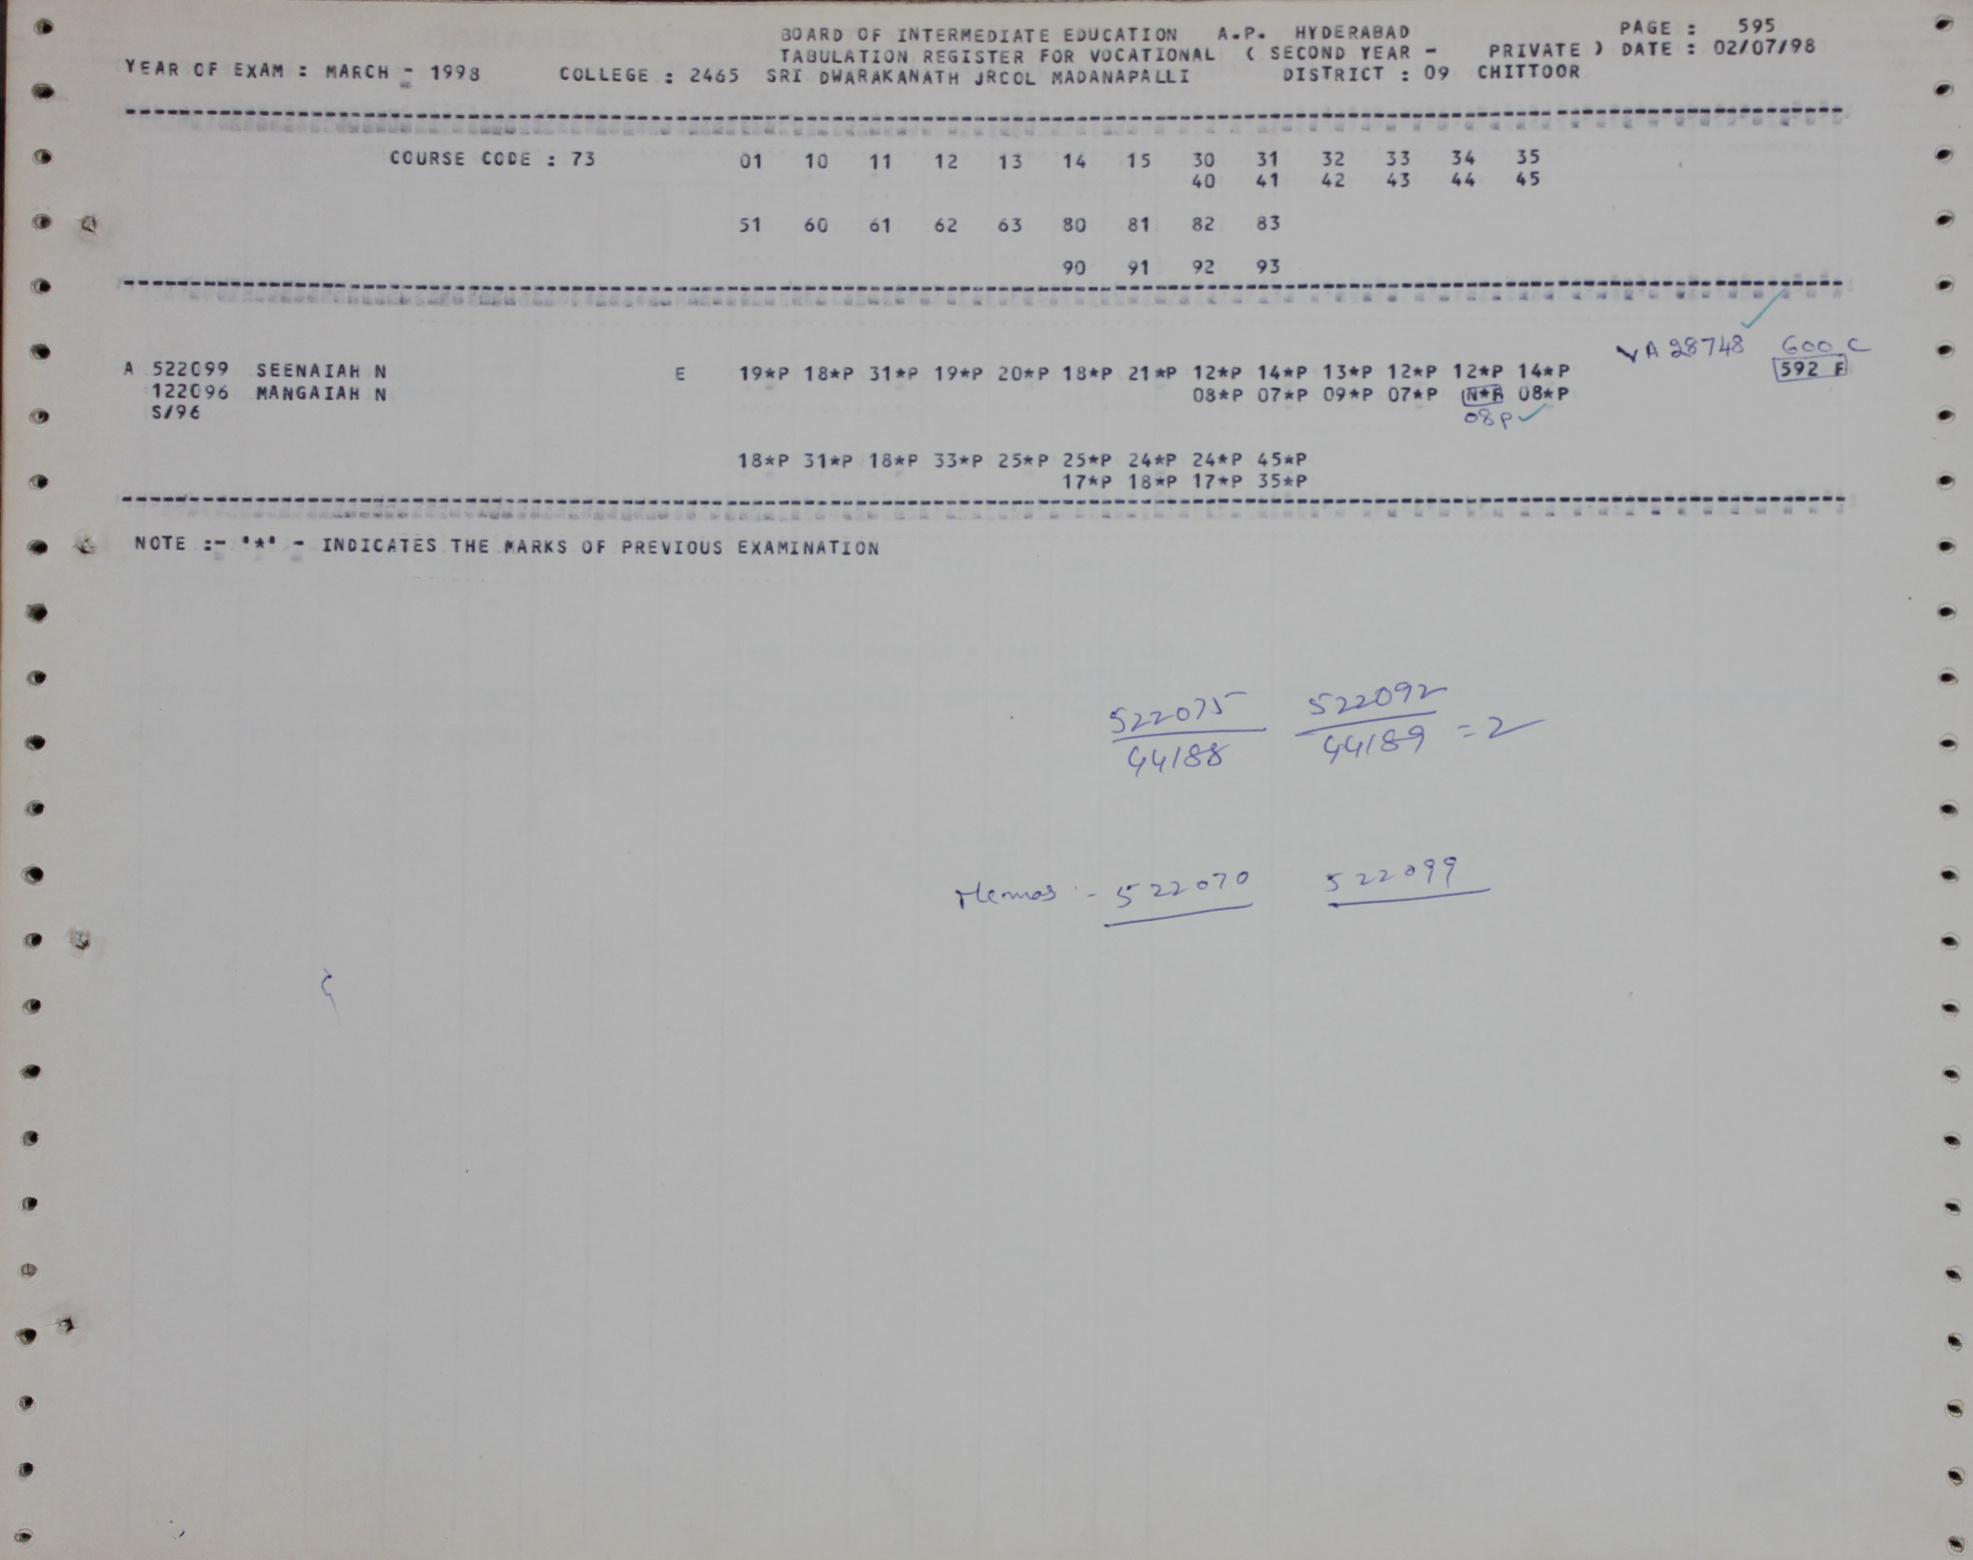 BOARD OF INTERMEDIATE EDUCATION A.P. HYDERABAD PAGE : 595
TABULATION REGISTER FOR VOCATIONAL ( SECOND YEAR - PRIVATE ) DATE : 02/07/98
YEAR OF EXAM : MARCH - 1998 COLLEGE : 2465 SRI DWARAKANATH JRCOL MADANAPALLI DISTRICT : 09 CHITTOOR
COURSE CODE : 73 01 10 11 12 13 14 15 30 31 32 33 34 35
40 41 42 43 44 45
51 60 61 62 63 80 81 82 83
90 91 92 93
VA 28748 600 C
A 522099 SEENAIAH N E 19*P 18*P 31*P 19*P 20*P 18*P 21*P 12*P 14*P 13*P 12*P 12*P 14*P 592 F
122096 MANGAIAH N 08*P 07*P 09*P 07*P 08*P
S/96 08P
18*P 31*P 18*P 33*P 25*P 25*P 24*P 24*P 45*P
17*P 18*P 17*P 35*P
NOTE :- '*' - INDICATES THE MARKS OF PREVIOUS EXAMINATION
522075 522092
44188 44189 = 2
Memos :- 522070 522099